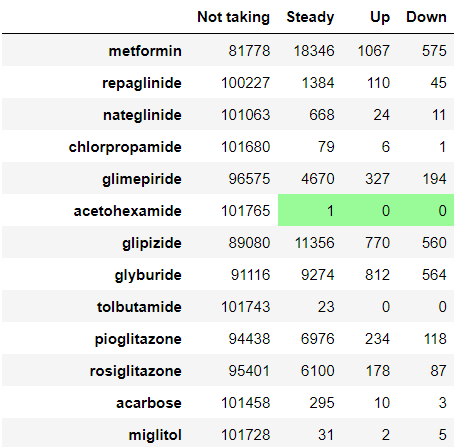 Not taking Steady Up Down
metformin 81778 18346 1067 575
repaglinide 100227 1384 110 45
nateglinide 101063 668 24 11
chlorpropamide 101680 79 6 1
glimepiride 96575 4670 327 194
acetohexamide 101765 1 0 0
glipizide 89080 11356 770 560
glyburide 91116 9274 812 564
tolbutamide 101743 23 0 0
pioglitazone 94438 6976 234 118
rosiglitazone 95401 6100 178 87
acarbose 101458 295 10 3
miglitol 101728 31 2 5